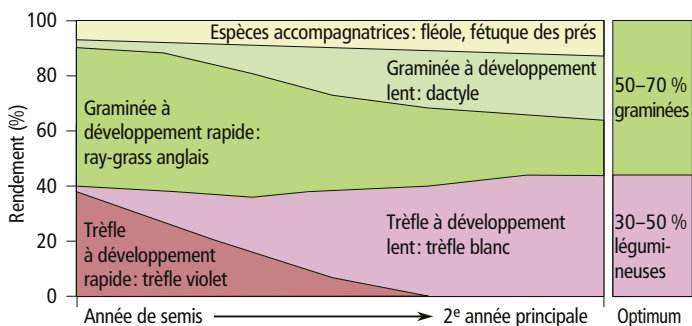 Rendement (%)
100
80
60
40
20
0
Espèces accompagnatrices : fléole, fétuque des prés
Graminée à développement
lent : dactyle
Graminée à
développement rapide :
ray-grass anglais
Trèfle à développement
lent : trèfle blanc
Trèfle
à développement
rapide : trèfle violet
50–70 %
graminées
30–50 %
légumi-
neuses
Année de semis
2e année principale
Optimum